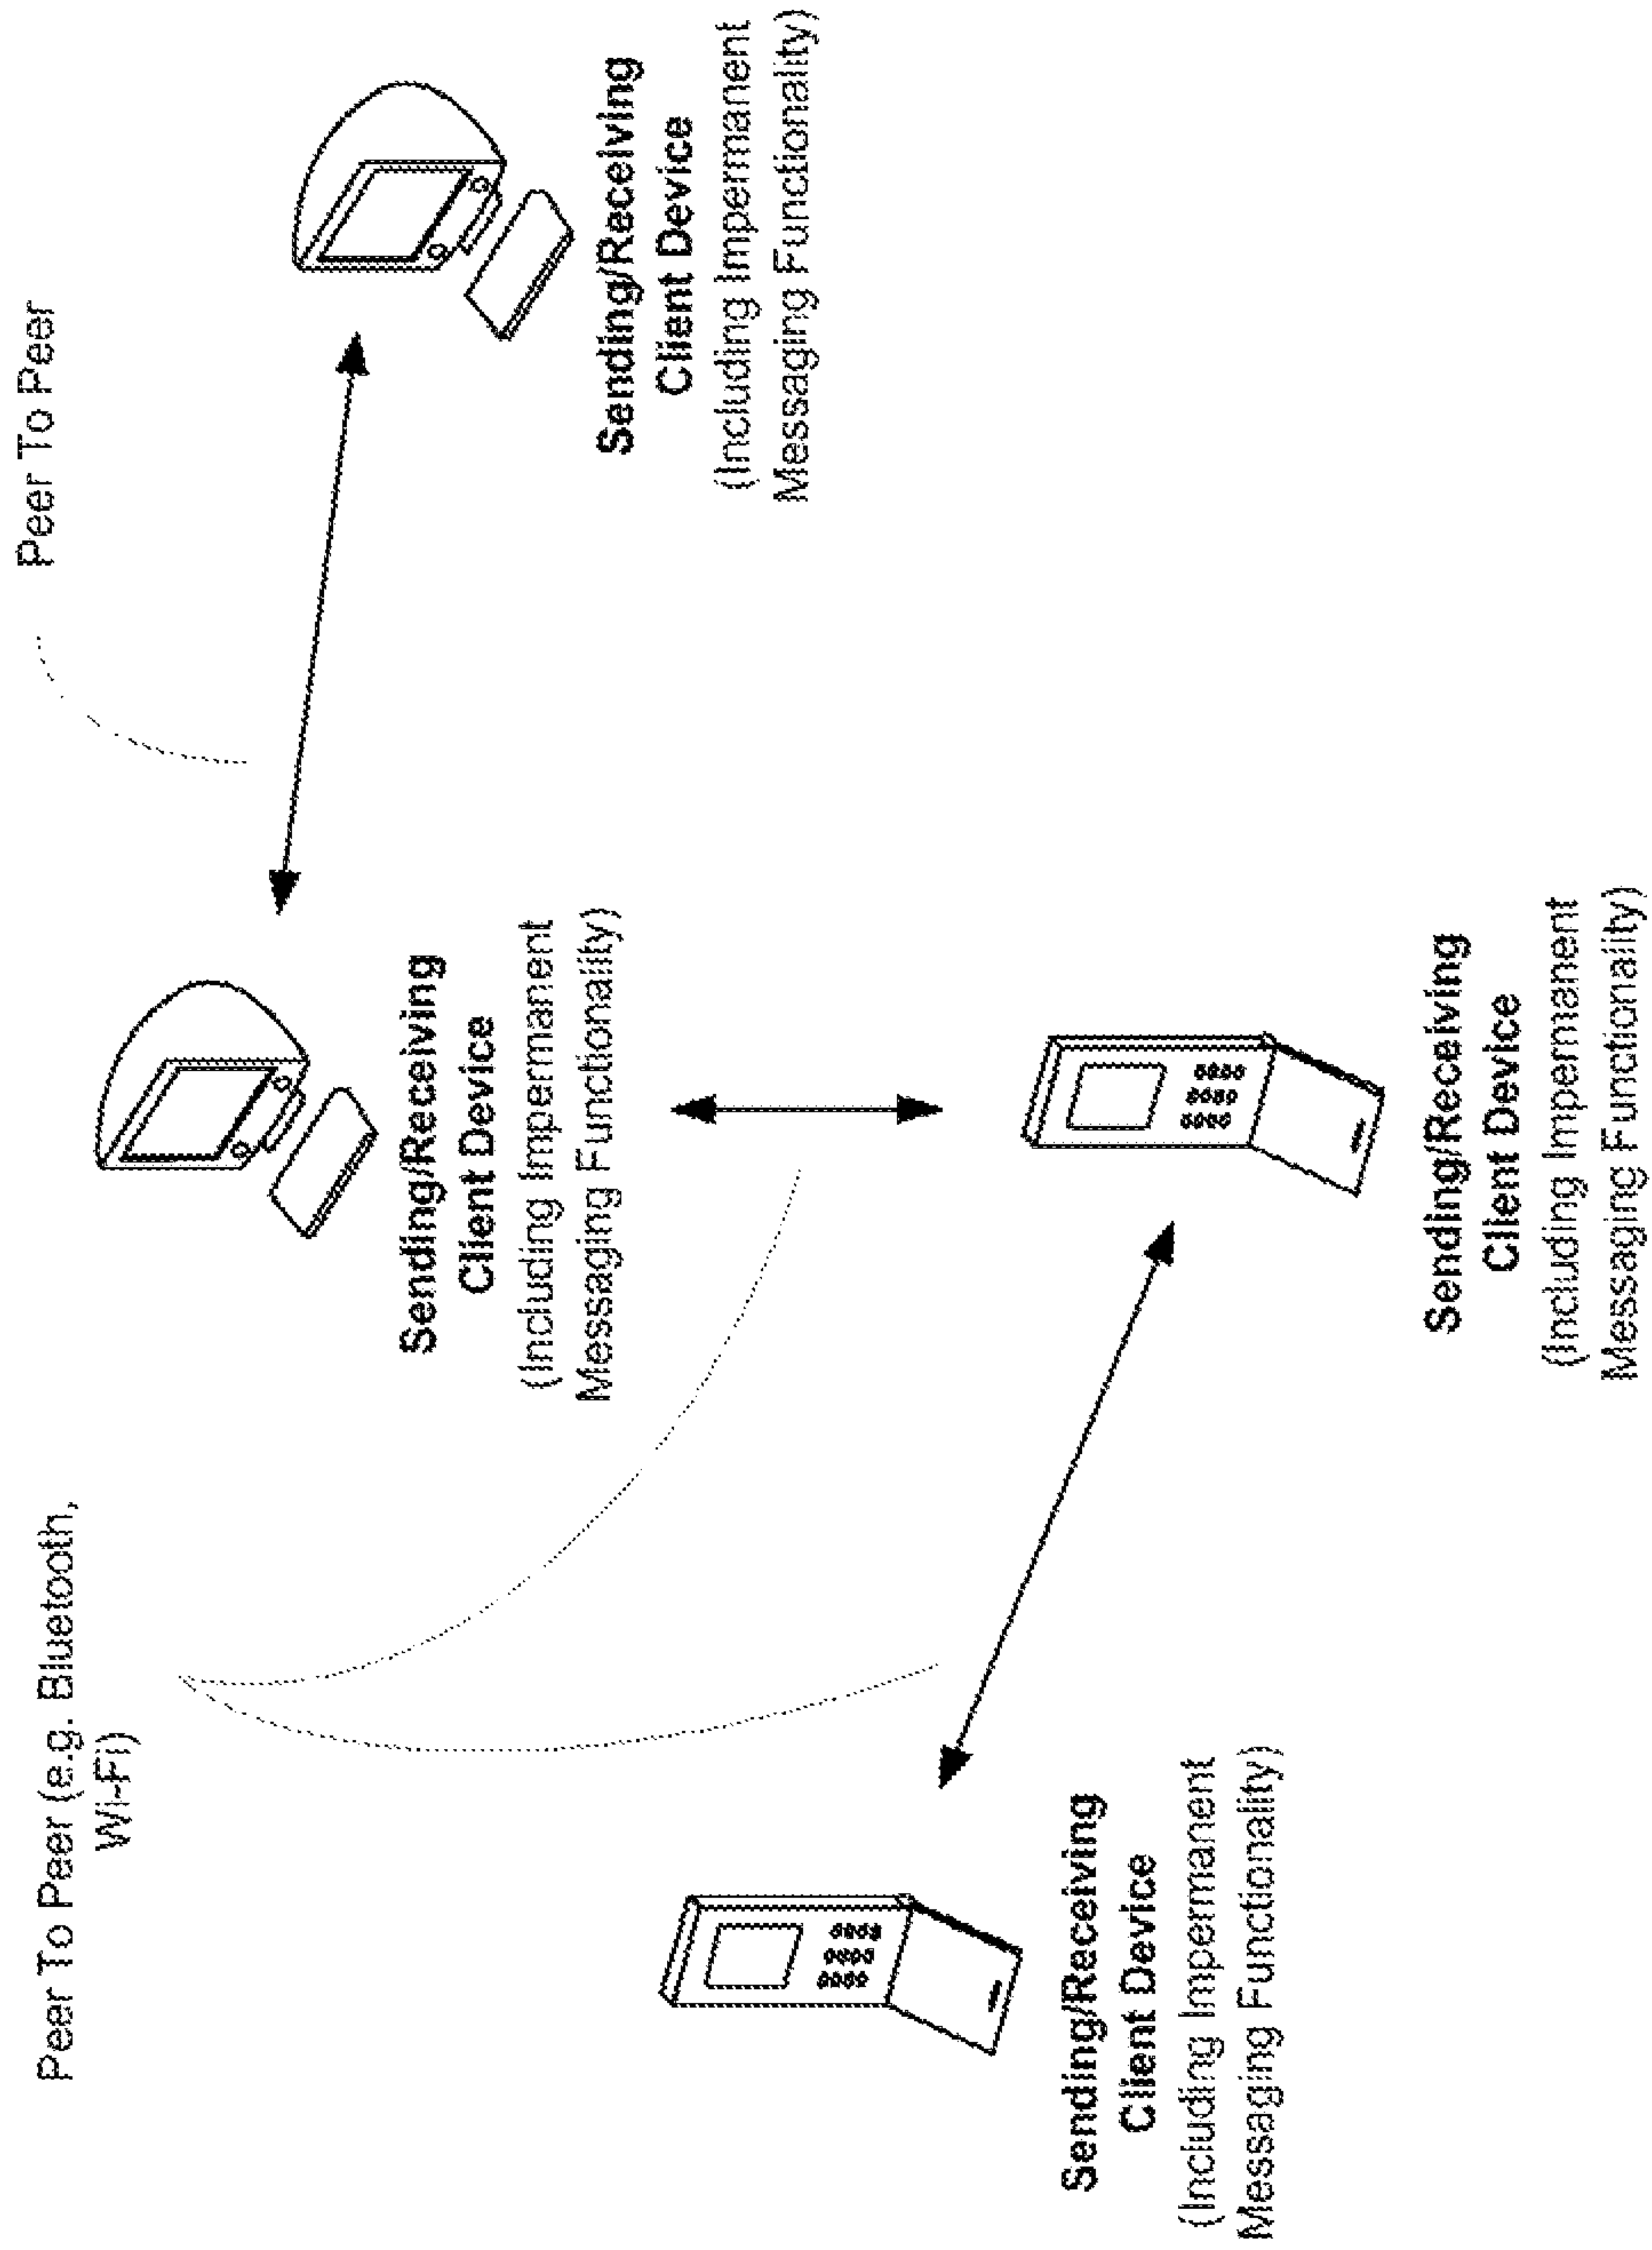 Peer To Peer (e.g. Bluetooth,
Wi-Fi)
Peer To Peer
Sending/Receiving
Client Device
(Including Impermanent
Messaging Functionality)
Sending/Receiving
Client Device
(Including Impermanent
Messaging Functionality)
Sending/Receiving
Client Device
(Including Impermanent
Messaging Functionality)
Sending/Receiving
Client Device
(Including Impermanent
Messaging Functionality)